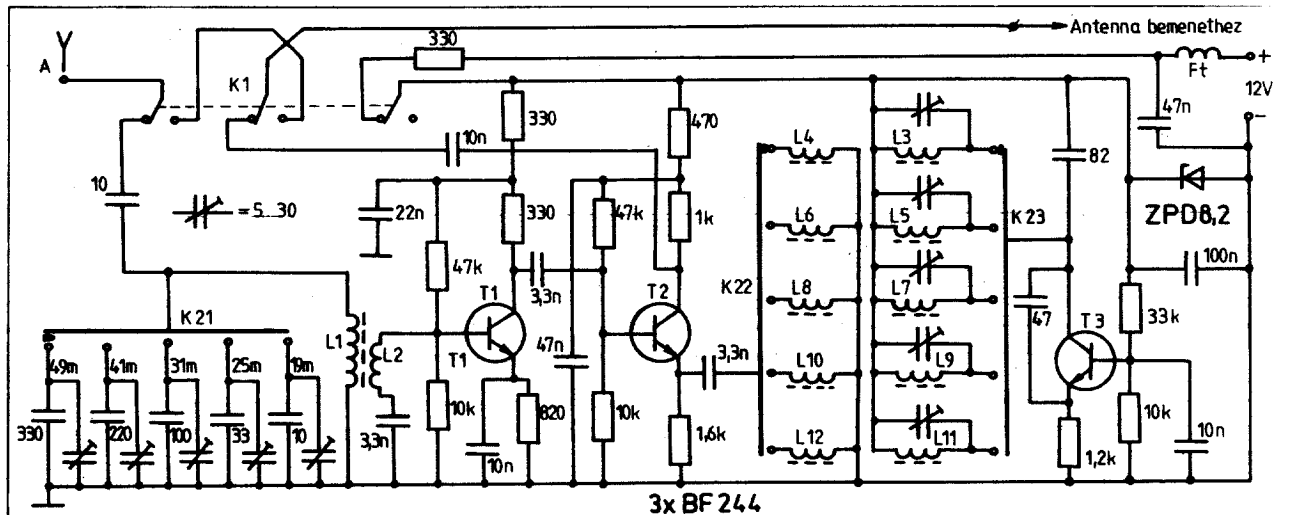 Antenna bemenethez
330
Ft
+
12V
–
A
K1
330
47n
10
10n
470
82
L4
L3
= 5...30
22n
330
47k
1k
ZPD8,2
L6
L5
K 23
47k
3,3n
100n
T1
T2
K22
L8
L7
K 21
47
T3
33k
L1
L2
T1
47n
3,3n
49m
41m
31m
25m
19m
L10
L9
10k
820
10k
10k
330
220
100
33
10
3,3n
10n
1,6k
L12
L11
1,2k
10n
3x BF 244